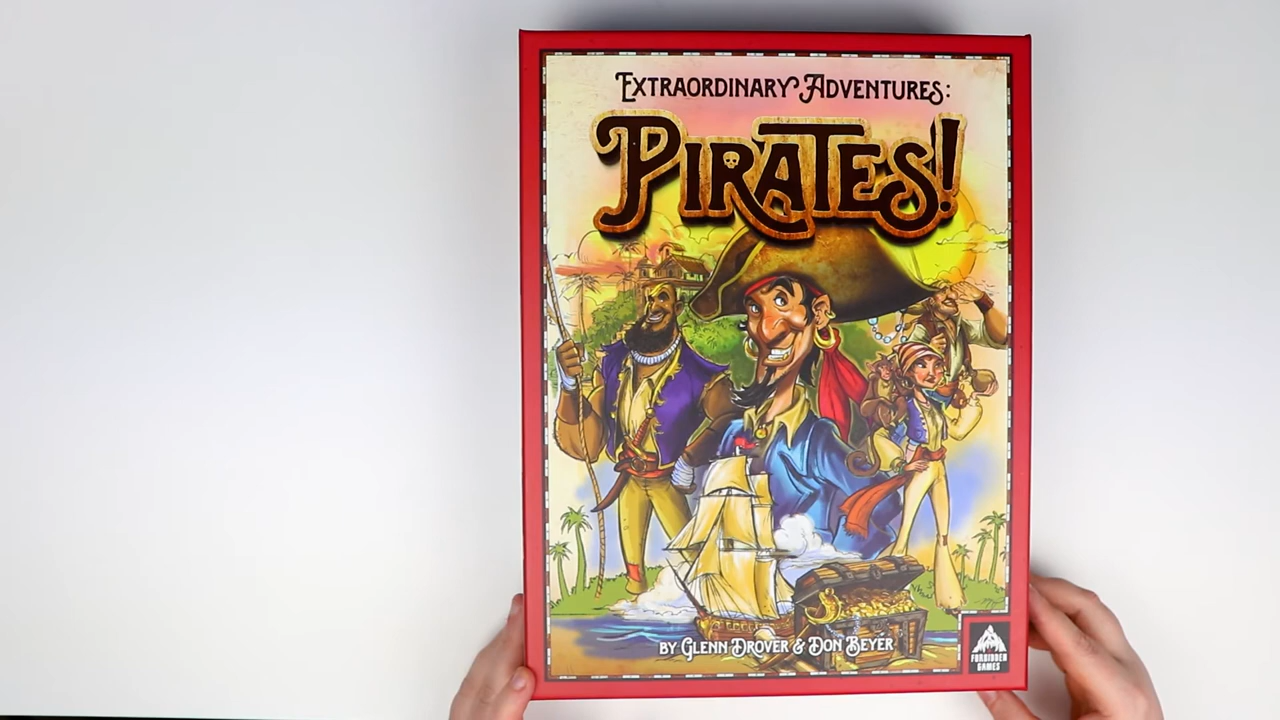 EXTRAORDINARY ADVENTURES:
PIRATES!
BY GLENN DROVER & DON BEYER
FORBIDDEN
GAMES